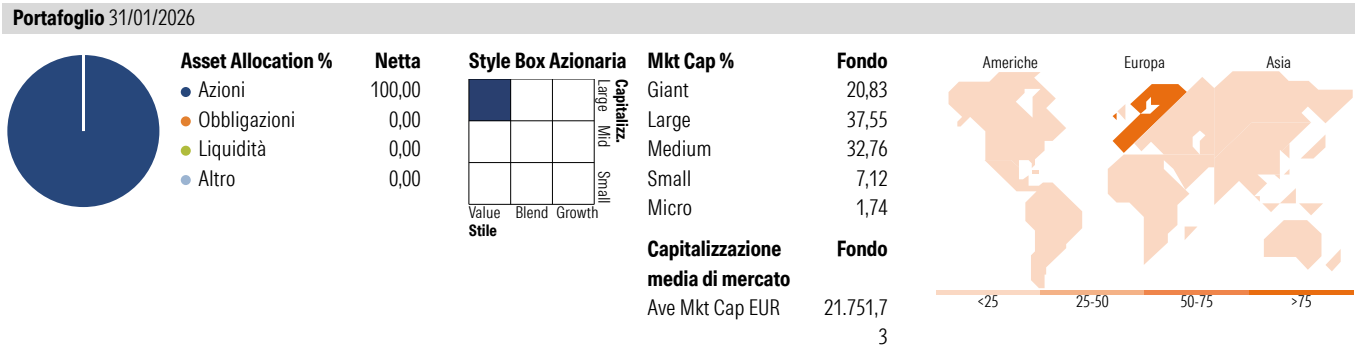 Portafoglio 31/01/2026
Asset Allocation % Netta
Azioni 100,00
Obbligazioni 0,00
Liquidità 0,00
Altro 0,00
Style Box Azionaria
Capitalizz.
Large Mid Small
Value Blend Growth
Stile
Mkt Cap % Fondo
Giant 20,83
Large 37,55
Medium 32,76
Small 7,12
Micro 1,74
Capitalizzazione Fondo
media di mercato
Ave Mkt Cap EUR 21.751,7
3
Americhe Europa Asia
<25 25-50 50-75 >75